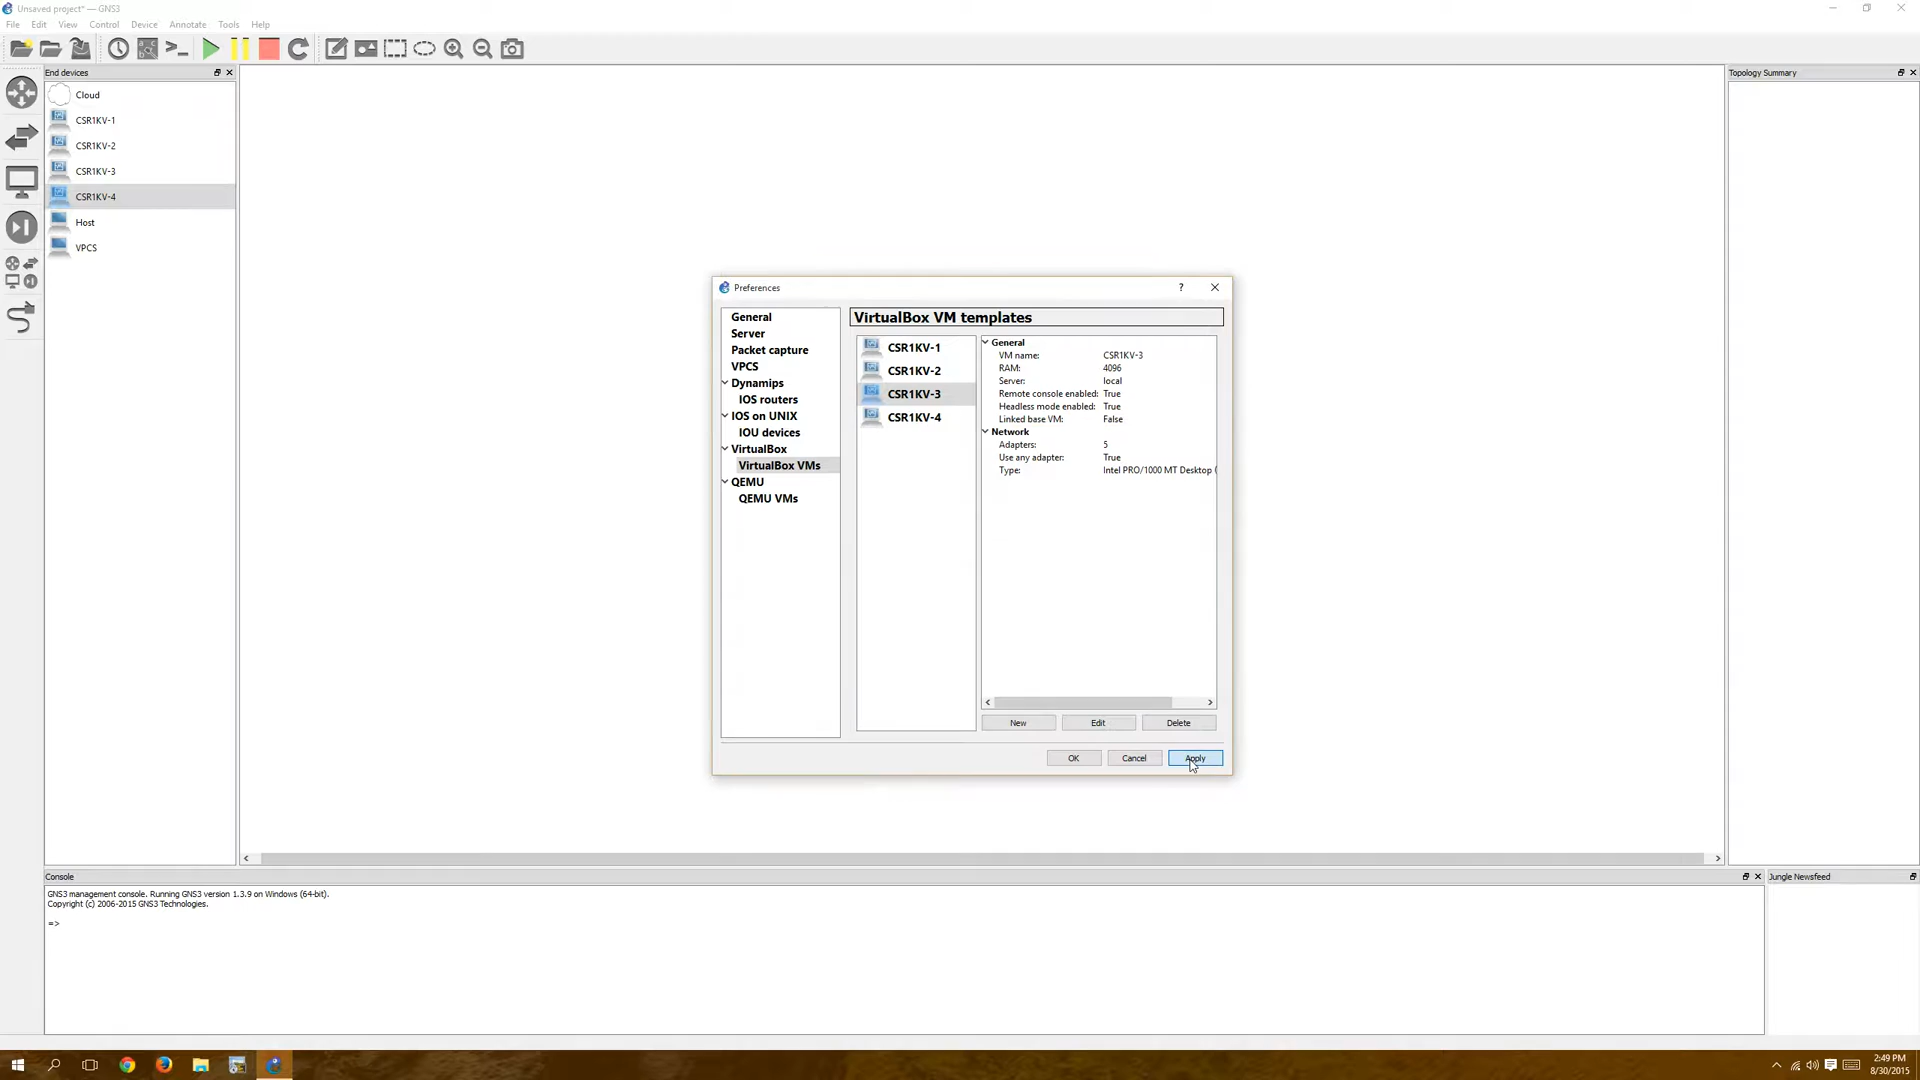 Unsaved project* — GNS3
File Edit View Control Device Annotate Tools Help
End devices
Cloud
CSR1KV-1
CSR1KV-2
CSR1KV-3
CSR1KV-4
Host
VPCS
Topology Summary
Preferences
?
General
Server
Packet capture
VPCS
Dynamips
IOS routers
IOS on UNIX
IOU devices
VirtualBox
VirtualBox VMs
QEMU
QEMU VMs
VirtualBox VM templates
CSR1KV-1
CSR1KV-2
CSR1KV-3
CSR1KV-4
General
VM name: CSR1KV-3
RAM: 4096
Server: local
Remote console enabled: True
Headless mode enabled: True
Linked base VM: False
Network
Adapters: 5
Use any adapter: True
Type: Intel PRO/1000 MT Desktop (
New Edit Delete
OK Cancel Apply
Console
GNS3 management console. Running GNS3 version 1.3.9 on Windows (64-bit).
Copyright (c) 2006-2015 GNS3 Technologies.
=>
Jungle Newsfeed
2:49 PM
8/30/2015